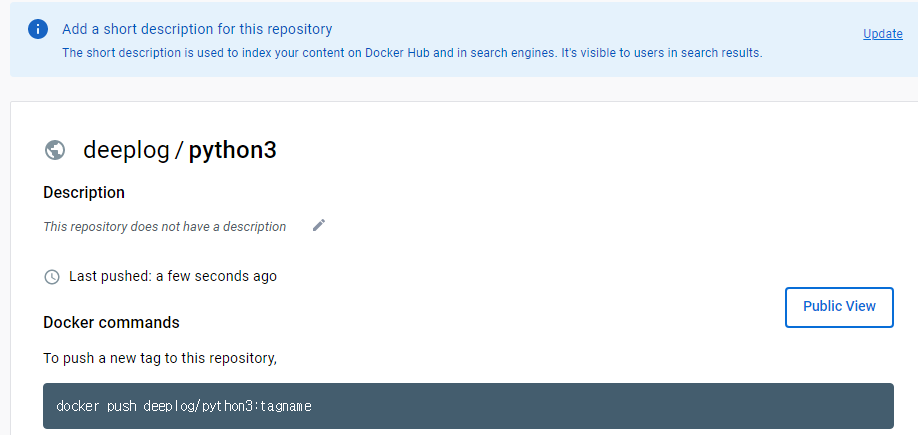 Add a short description for this repository
Update
The short description is used to index your content on Docker Hub and in search engines. It's visible to users in search results.
deeplog / python3
Description
This repository does not have a description
Last pushed: a few seconds ago
Public View
Docker commands
To push a new tag to this repository,
docker push deeplog/python3:tagname